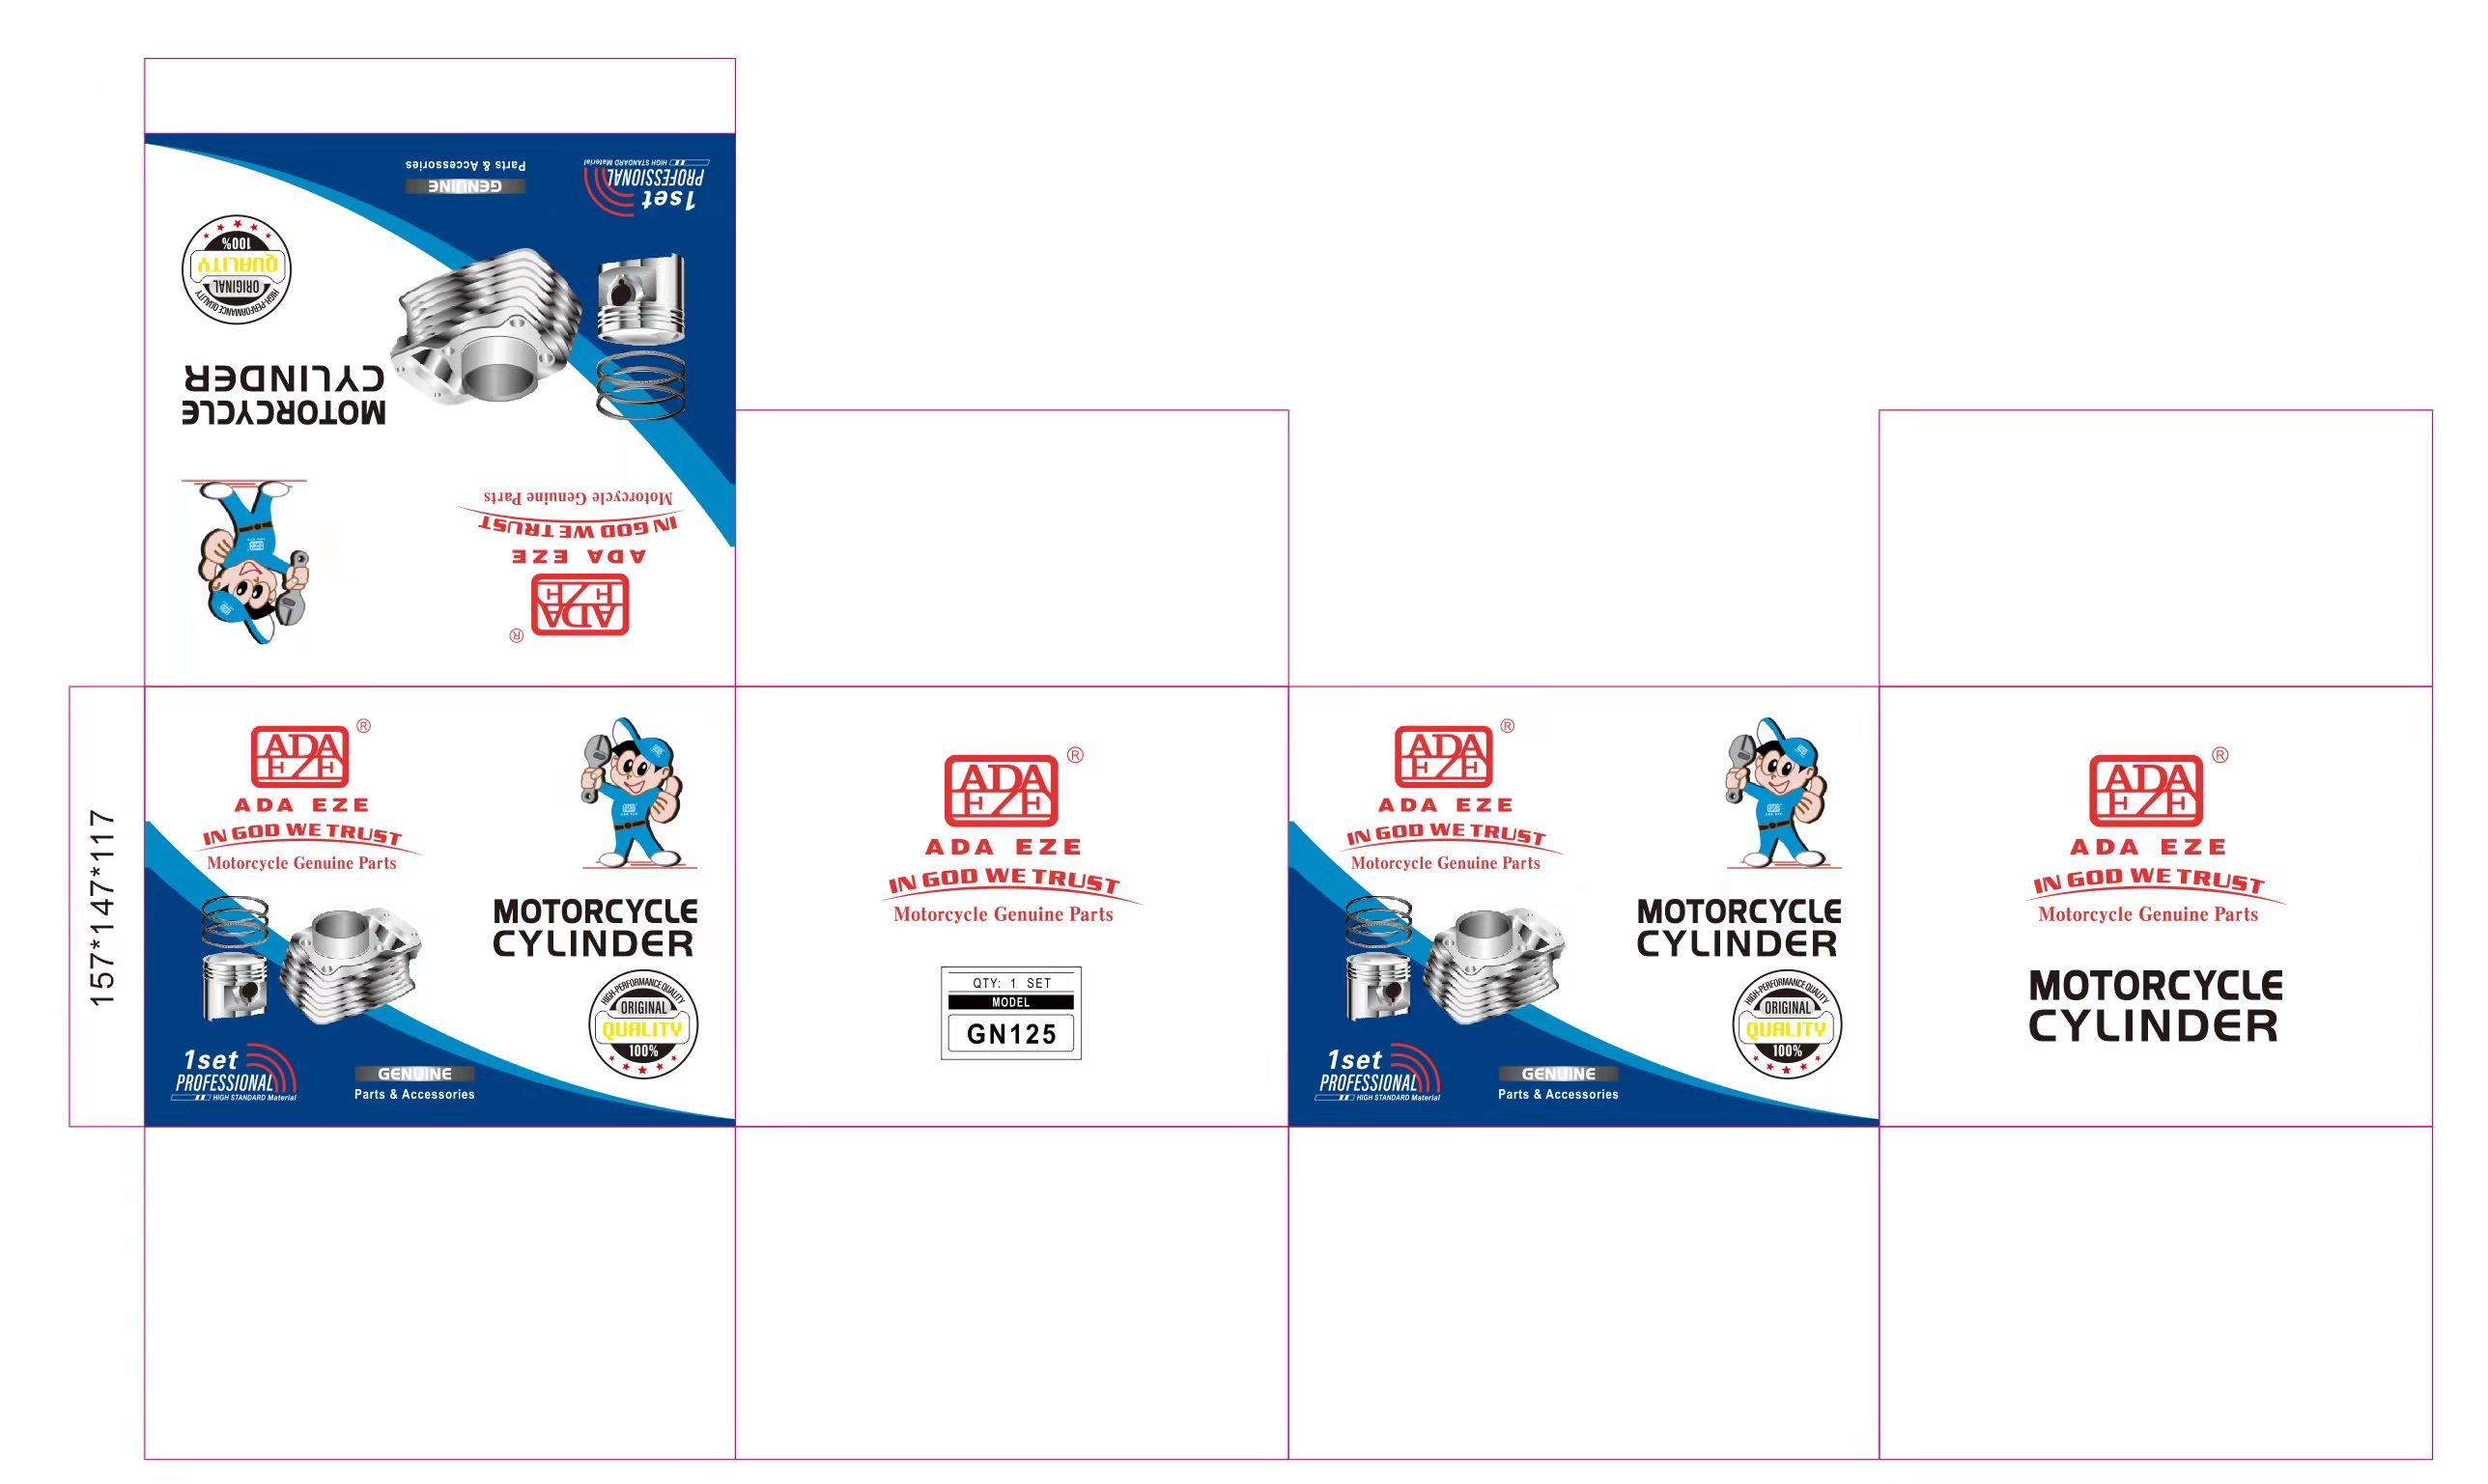 Parts & Accessories
GENUINE
HIGH STANDARD Material
PROFESSIONAL
1set
100%
QUALITY
ORIGINAL
HIGH-PERFORMANCE QUALITY
MOTORCYCLE
CYLINDER
ADA
EZE
®
ADA EZE
IN GOD WE TRUST
Motorcycle Genuine Parts
157*147*117
ADA
EZE
®
ADA EZE
IN GOD WE TRUST
Motorcycle Genuine Parts
MOTORCYCLE
CYLINDER
HIGH-PERFORMANCE QUALITY
ORIGINAL
QUALITY
100%
1set
PROFESSIONAL
HIGH STANDARD Material
GENUINE
Parts & Accessories
ADA
EZE
®
ADA EZE
IN GOD WE TRUST
Motorcycle Genuine Parts
QTY: 1 SET
MODEL
GN125
ADA
EZE
®
ADA EZE
IN GOD WE TRUST
Motorcycle Genuine Parts
MOTORCYCLE
CYLINDER
HIGH-PERFORMANCE QUALITY
ORIGINAL
QUALITY
100%
1set
PROFESSIONAL
HIGH STANDARD Material
GENUINE
Parts & Accessories
ADA
EZE
®
ADA EZE
IN GOD WE TRUST
Motorcycle Genuine Parts
MOTORCYCLE
CYLINDER